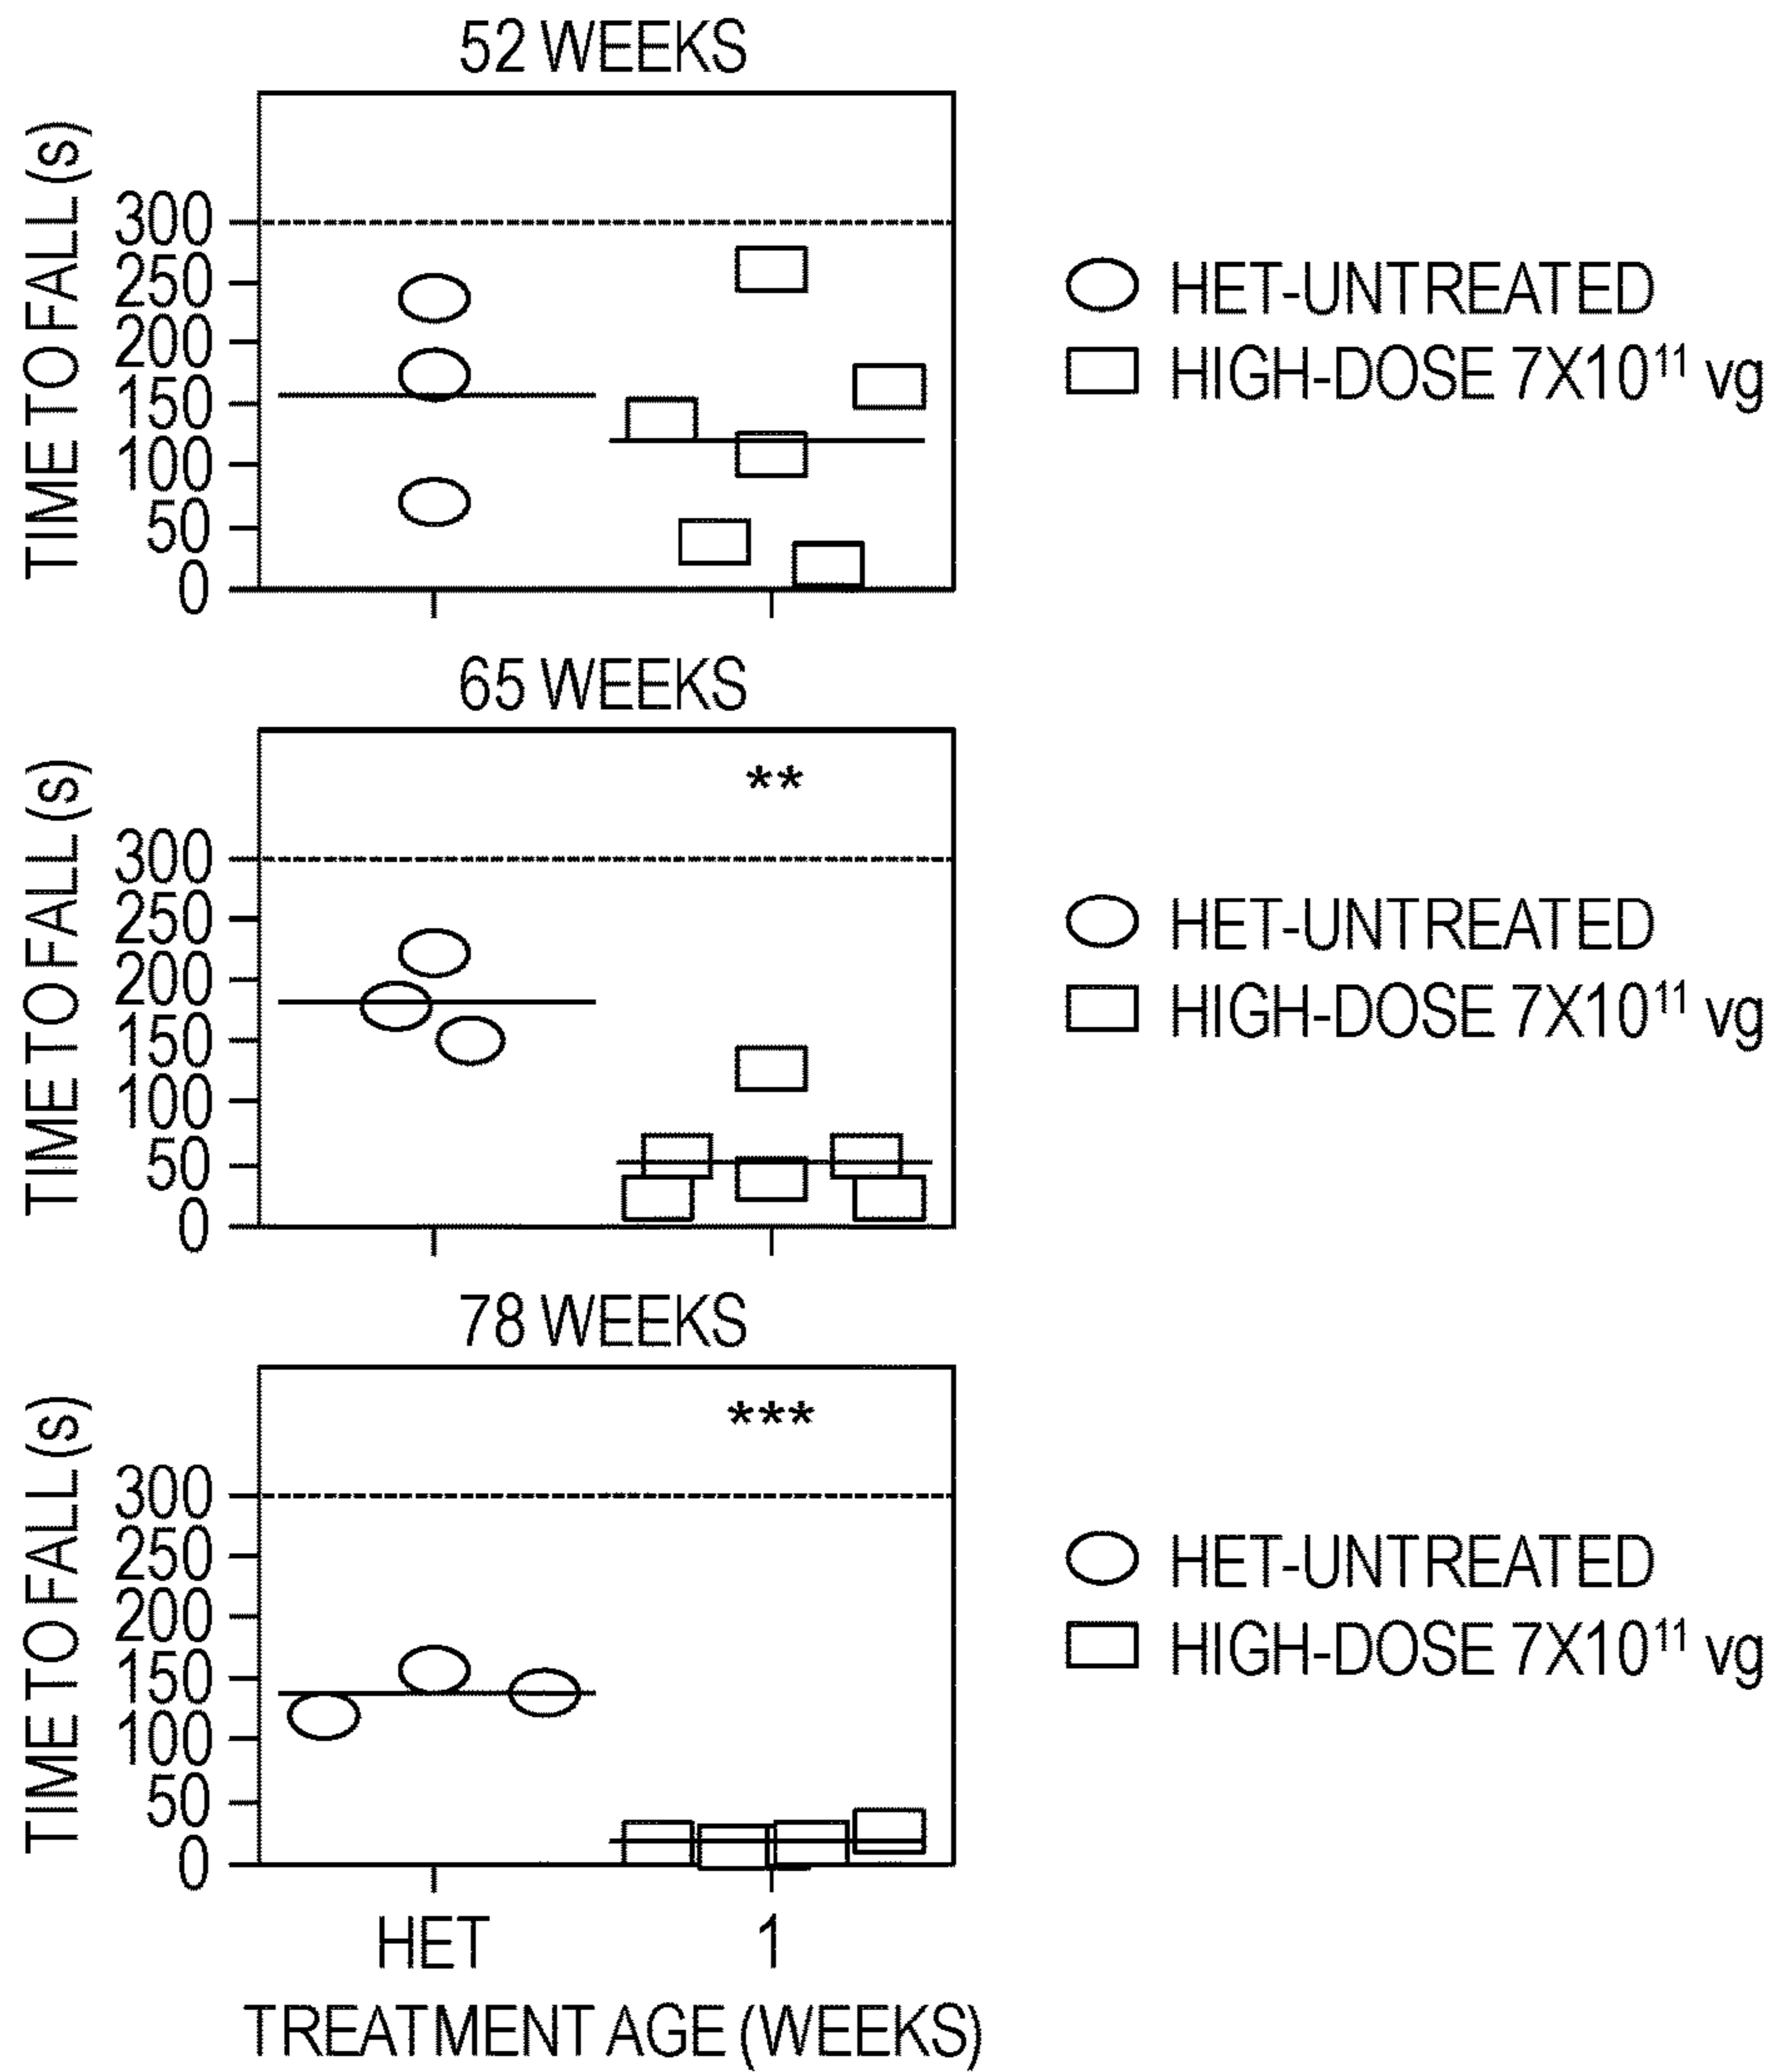 52 WEEKS
TIME TO FALL (s)
300
250
200
150
100
50
0
HET-UNTREATED
HIGH-DOSE 7X10¹¹ vg
65 WEEKS
**
TIME TO FALL (s)
300
250
200
150
100
50
0
HET-UNTREATED
HIGH-DOSE 7X10¹¹ vg
78 WEEKS
***
TIME TO FALL (s)
300
250
200
150
100
50
0
HET-UNTREATED
HIGH-DOSE 7X10¹¹ vg
HET 1
TREATMENT AGE (WEEKS)